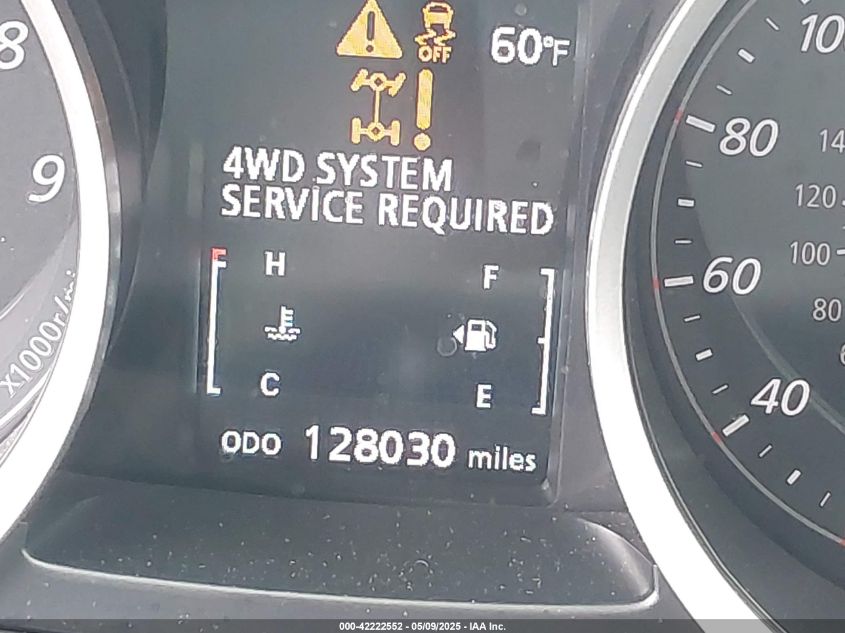 OFF
60°F
4WD SYSTEM
SERVICE REQUIRED
H
F
C
E
ODO 128030 miles
8
9
x1000r/min
100
80
60
40
120
100
80
000-42222552 / 05/09/2025 - IAA Inc.